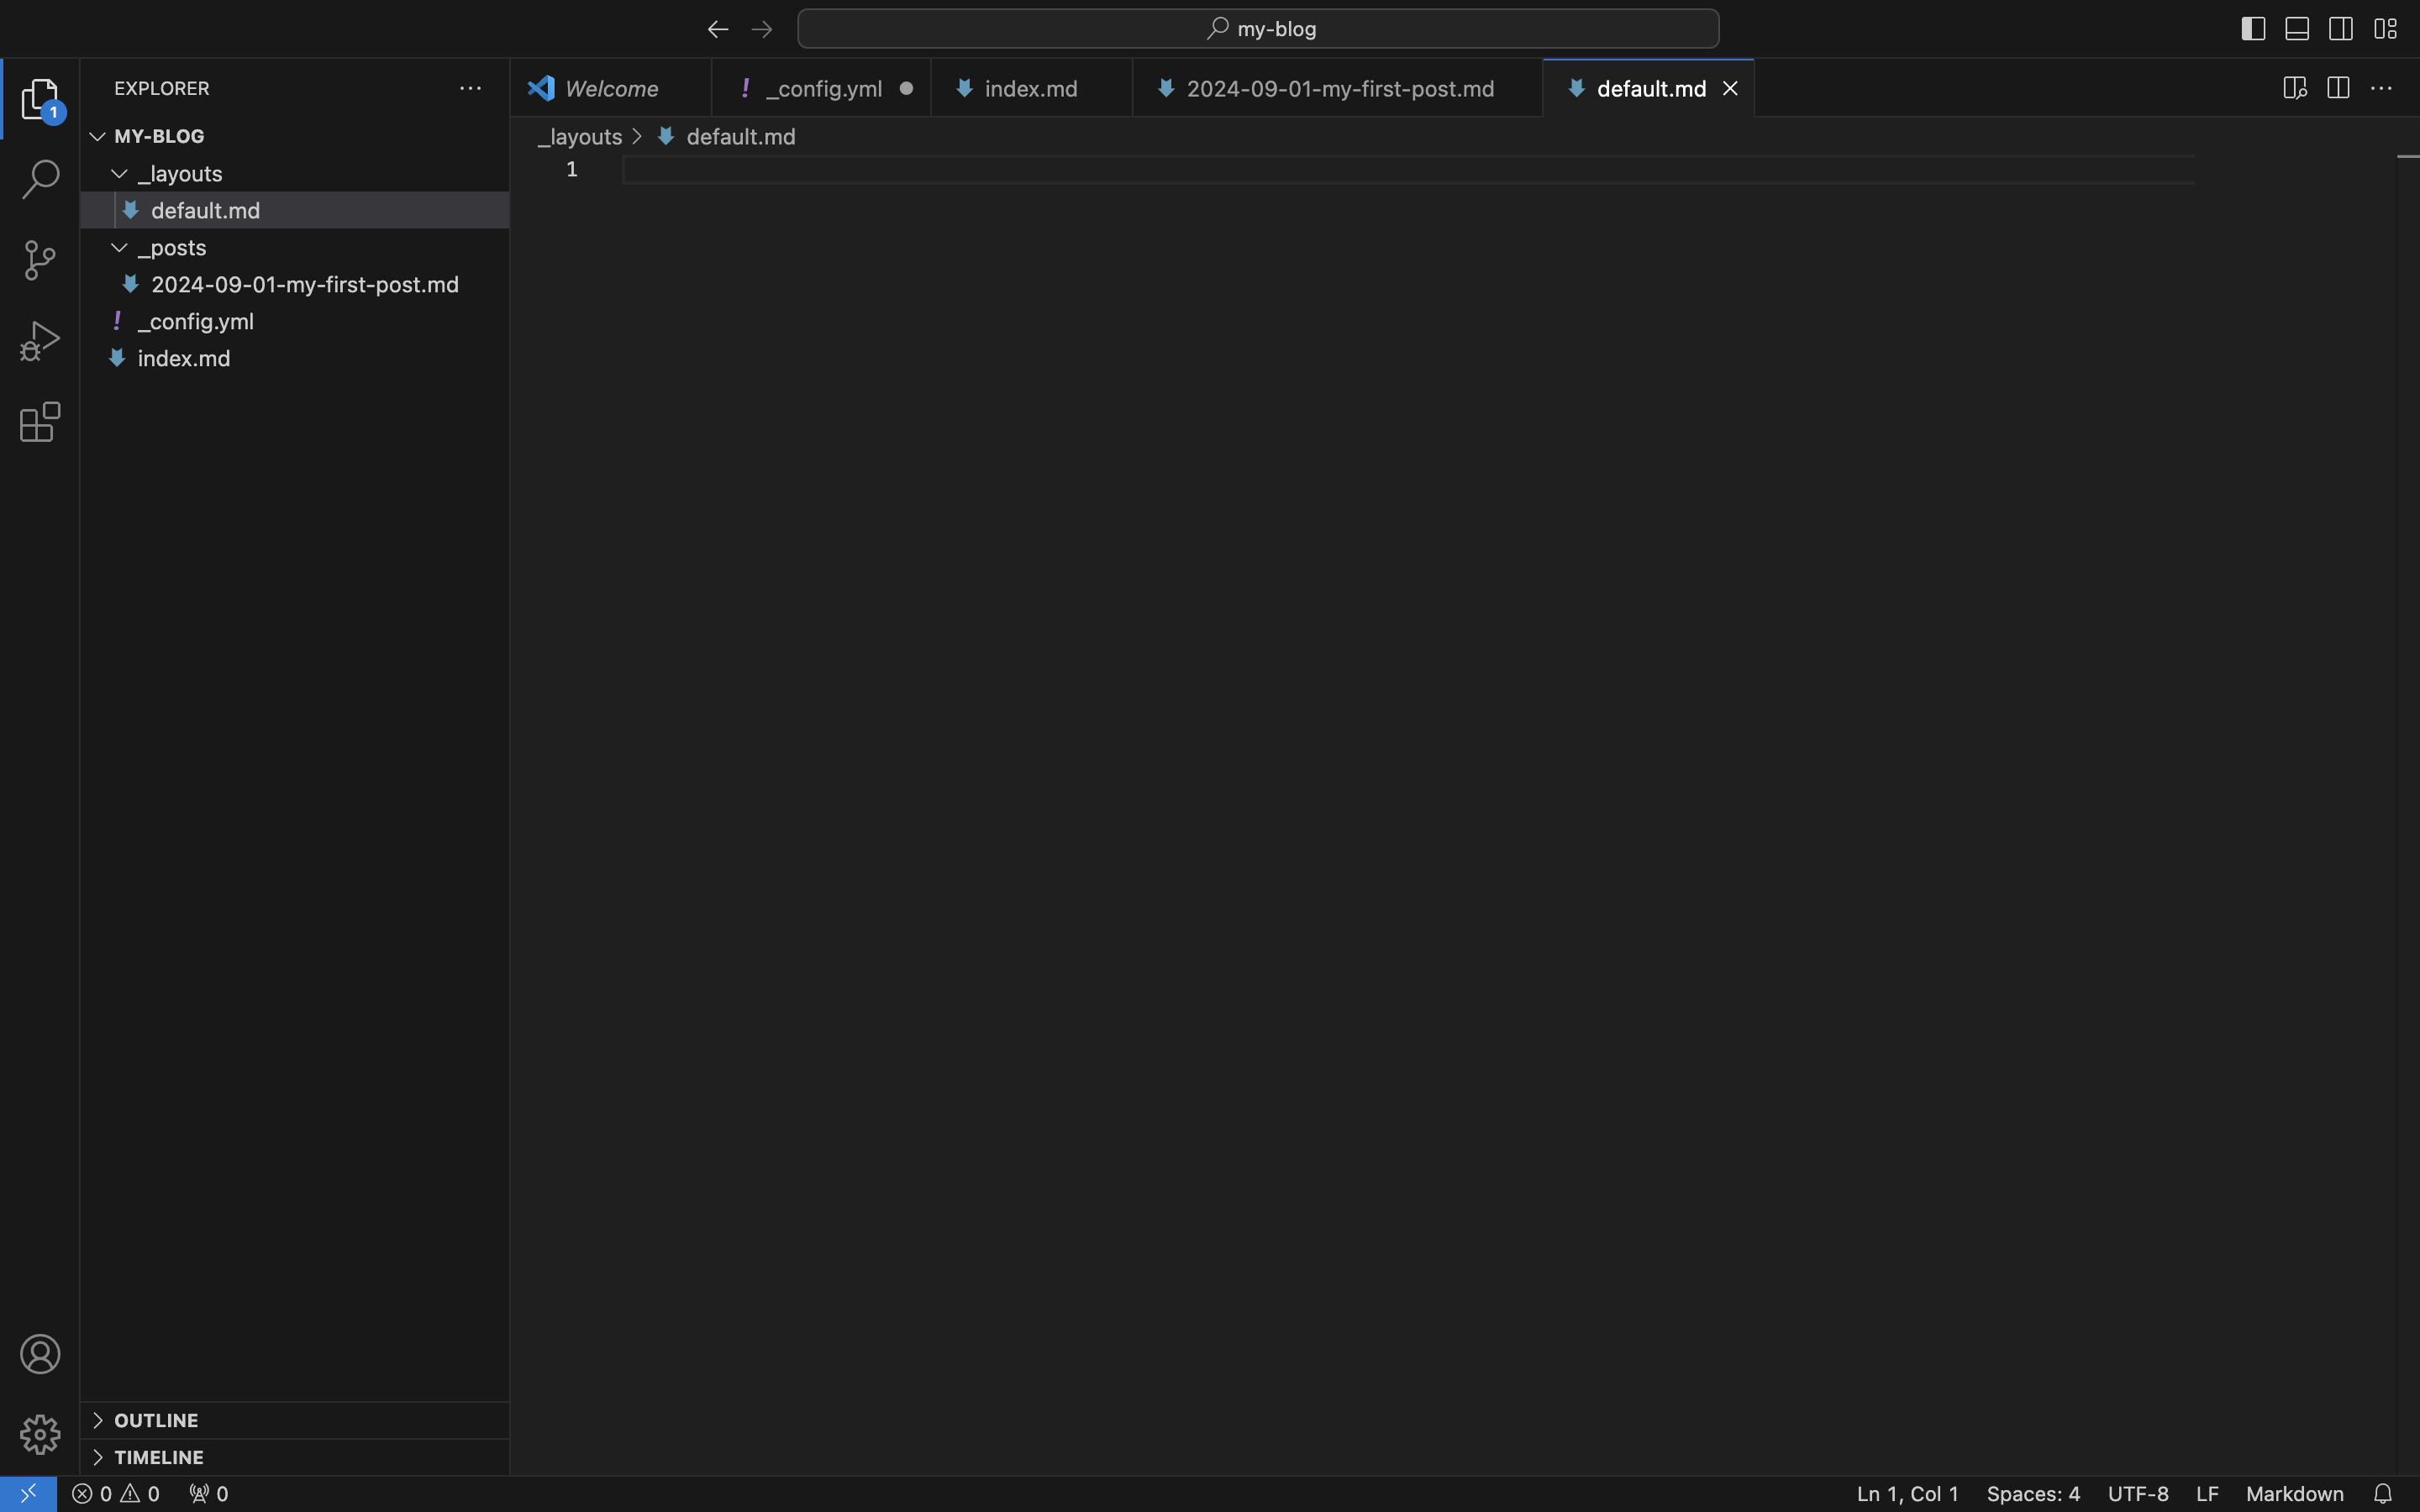 my-blog
EXPLORER
1
MY-BLOG
_layouts
default.md
_posts
2024-09-01-my-first-post.md
_config.yml
index.md
OUTLINE
TIMELINE
Welcome
! _config.yml
index.md
2024-09-01-my-first-post.md
default.md
_layouts > default.md
1
0 0 0
Ln 1, Col 1 Spaces: 4 UTF-8 LF Markdown